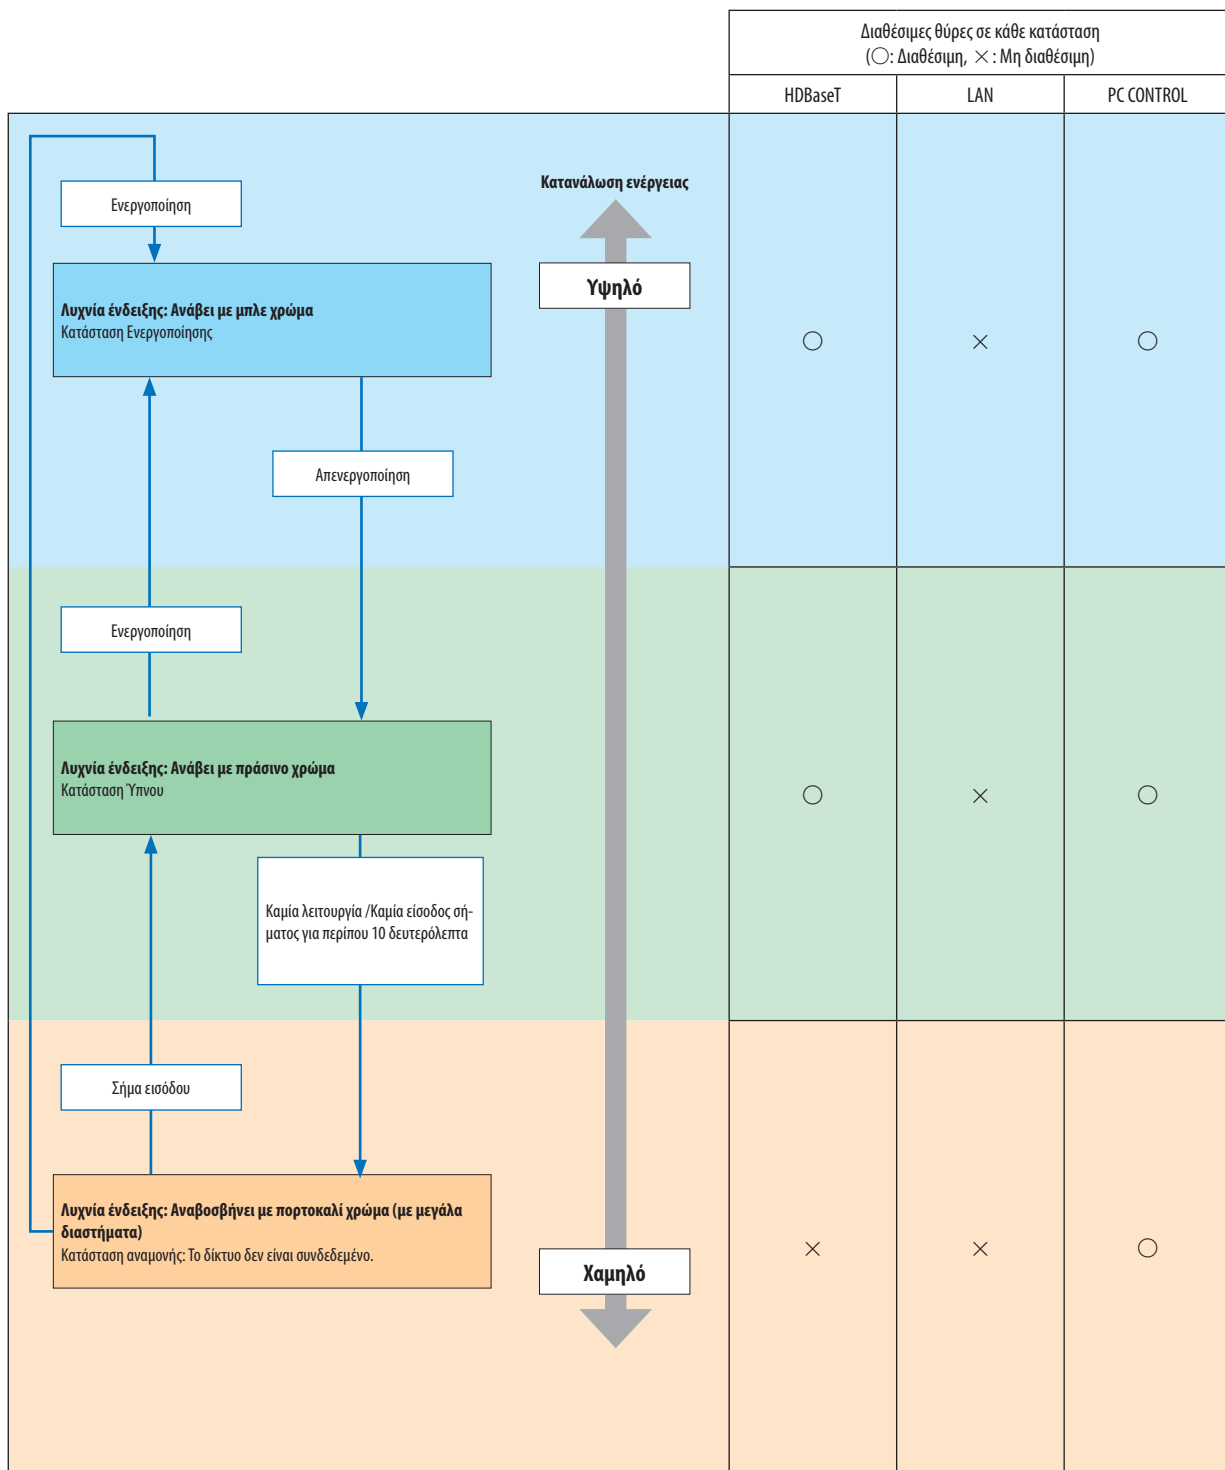 Διαθέσιμες θύρες σε κάθε κατάσταση
(○: Διαθέσιμη, ×: Μη διαθέσιμη)
HDBaseT
LAN
PC CONTROL
Ενεργοποίηση
Κατανάλωση ενέργειας
Υψηλό
Λυχνία ένδειξης: Ανάβει με μπλε χρώμα
Κατάσταση Ενεργοποίησης
○
×
○
Απενεργοποίηση
Ενεργοποίηση
Λυχνία ένδειξης: Ανάβει με πράσινο χρώμα
Κατάσταση Ύπνου
○
×
○
Καμία λειτουργία /Καμία είσοδος σή-
ματος για περίπου 10 δευτερόλεπτα
Σήμα εισόδου
Λυχνία ένδειξης: Αναβοσβήνει με πορτοκαλί χρώμα (με μεγάλα
διαστήματα)
Κατάσταση αναμονής: Το δίκτυο δεν είναι συνδεδεμένο.
Χαμηλό
×
×
○